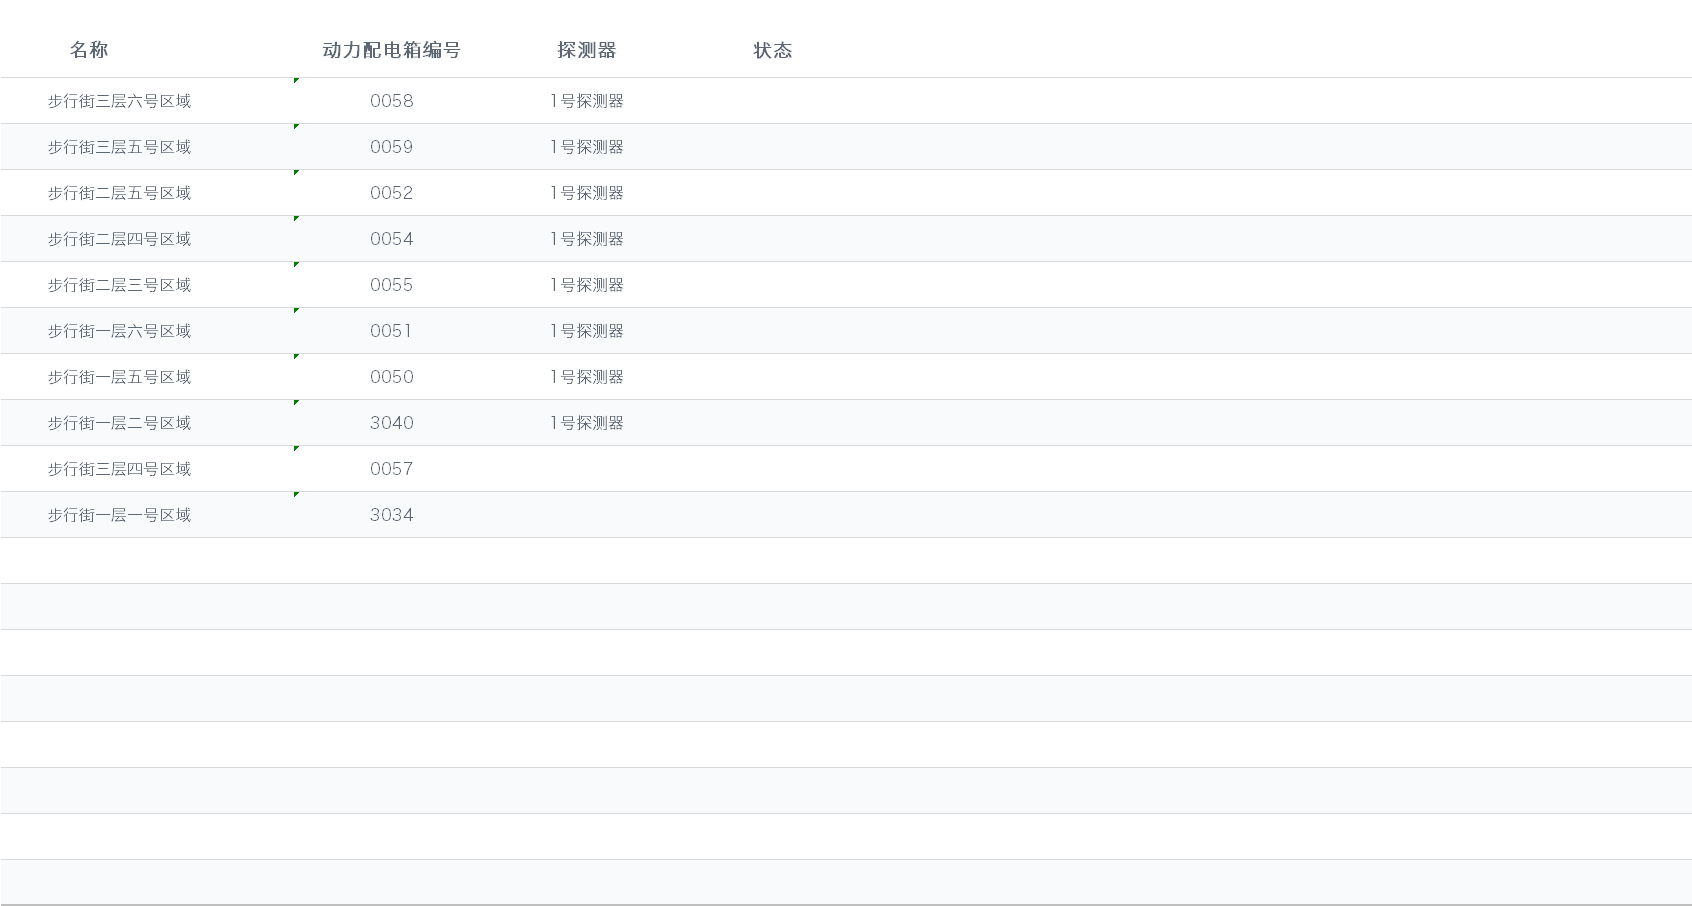 名称 动力配电箱编号 探测器 状态
步行街三层六号区域 0058 1号探测器
步行街三层五号区域 0059 1号探测器
步行街二层五号区域 0052 1号探测器
步行街二层四号区域 0054 1号探测器
步行街二层三号区域 0055 1号探测器
步行街一层六号区域 0051 1号探测器
步行街一层五号区域 0050 1号探测器
步行街一层二号区域 3040 1号探测器
步行街三层四号区域 0057
步行街一层一号区域 3034